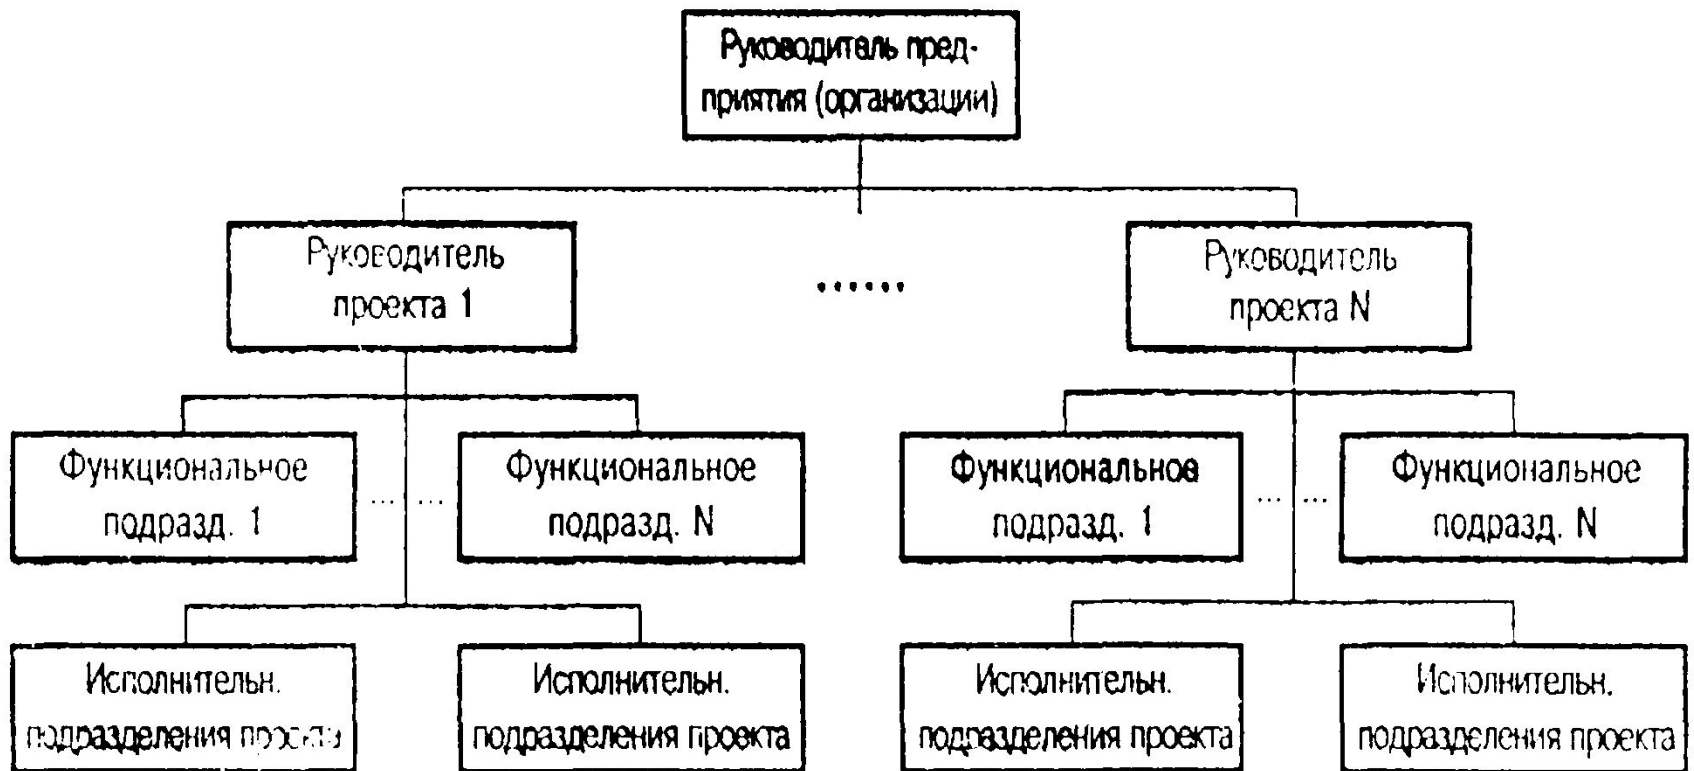 Руководитель пред-
приятия (организации)
Руководитель
проекта 1
......
Руководитель
проекта N
Функциональное
подразд. 1
... ...
Функциональное
подразд. N
Функциональное
подразд. 1
... ...
Функциональное
подразд. N
Исполнительн.
подразделения проекта
Исполнительн.
подразделения проекта
Исполнительн.
подразделения проекта
Исполнительн.
подразделения проекта